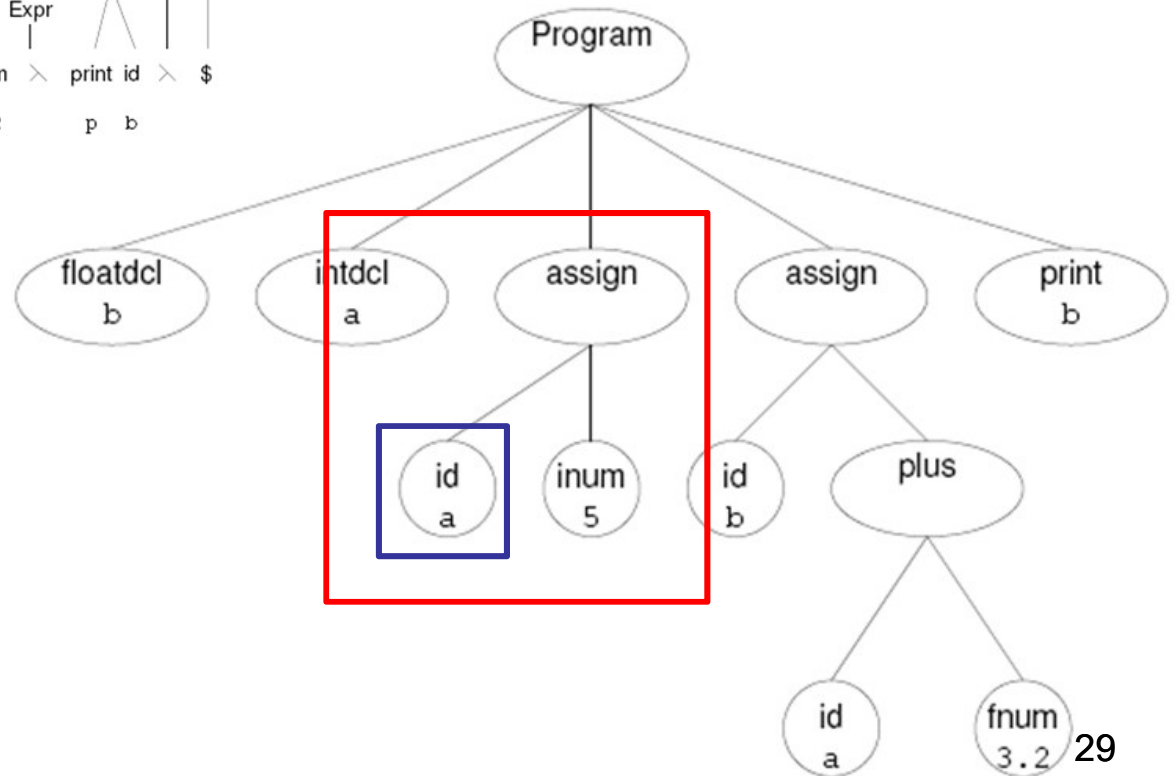 Expr
print id $
p b
Program
floatdcl
b
intdcl
a
assign
assign
print
b
id
a
inum
5
id
b
plus
id
a
fnum
3.2
29